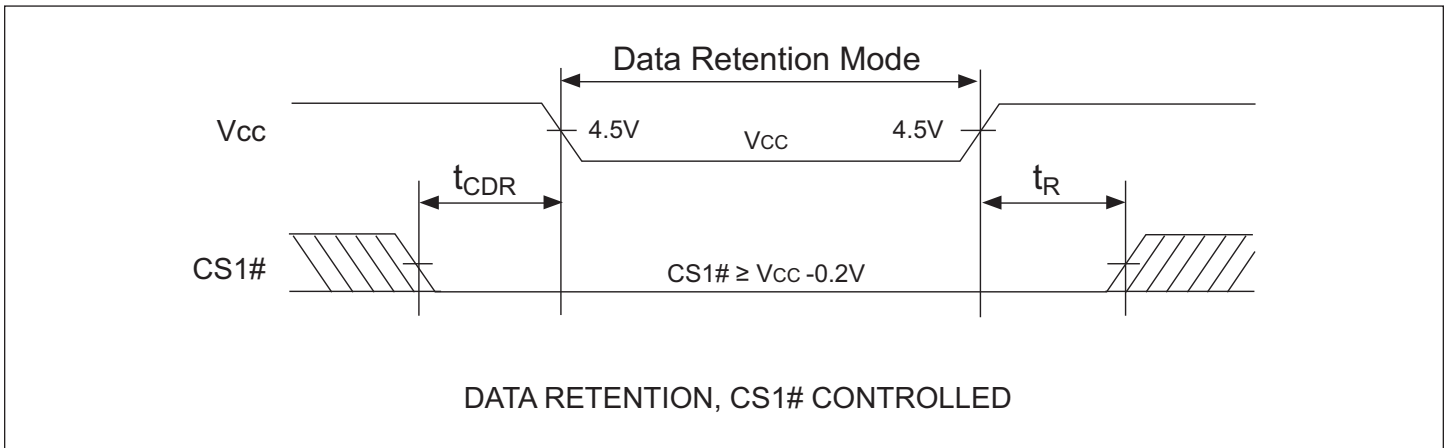 Data Retention Mode
Vcc
4.5V
Vcc
4.5V
tCDR
tR
CS1#
CS1# ≥ Vcc -0.2V
DATA RETENTION, CS1# CONTROLLED